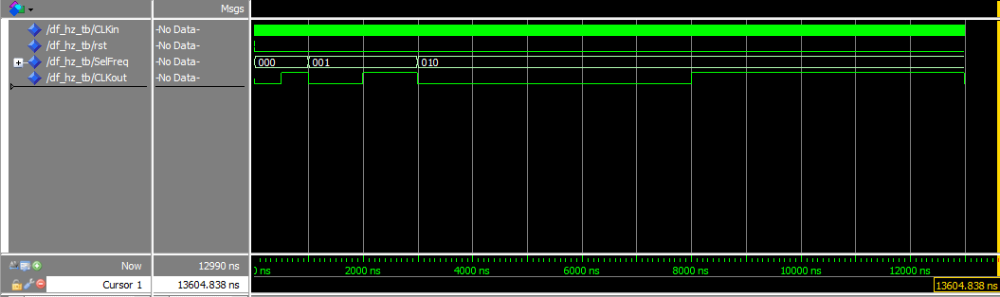 Msgs
/df_hz_tb/CLKin -No Data-
/df_hz_tb/rst -No Data-
/df_hz_tb/SelFreq -No Data- 000 001 010
/df_hz_tb/CLKout -No Data-
Now 12990 ns ns 2000 ns 4000 ns 6000 ns 8000 ns 10000 ns 12000 ns
Cursor 1 13604.838 ns 13604.838 ns